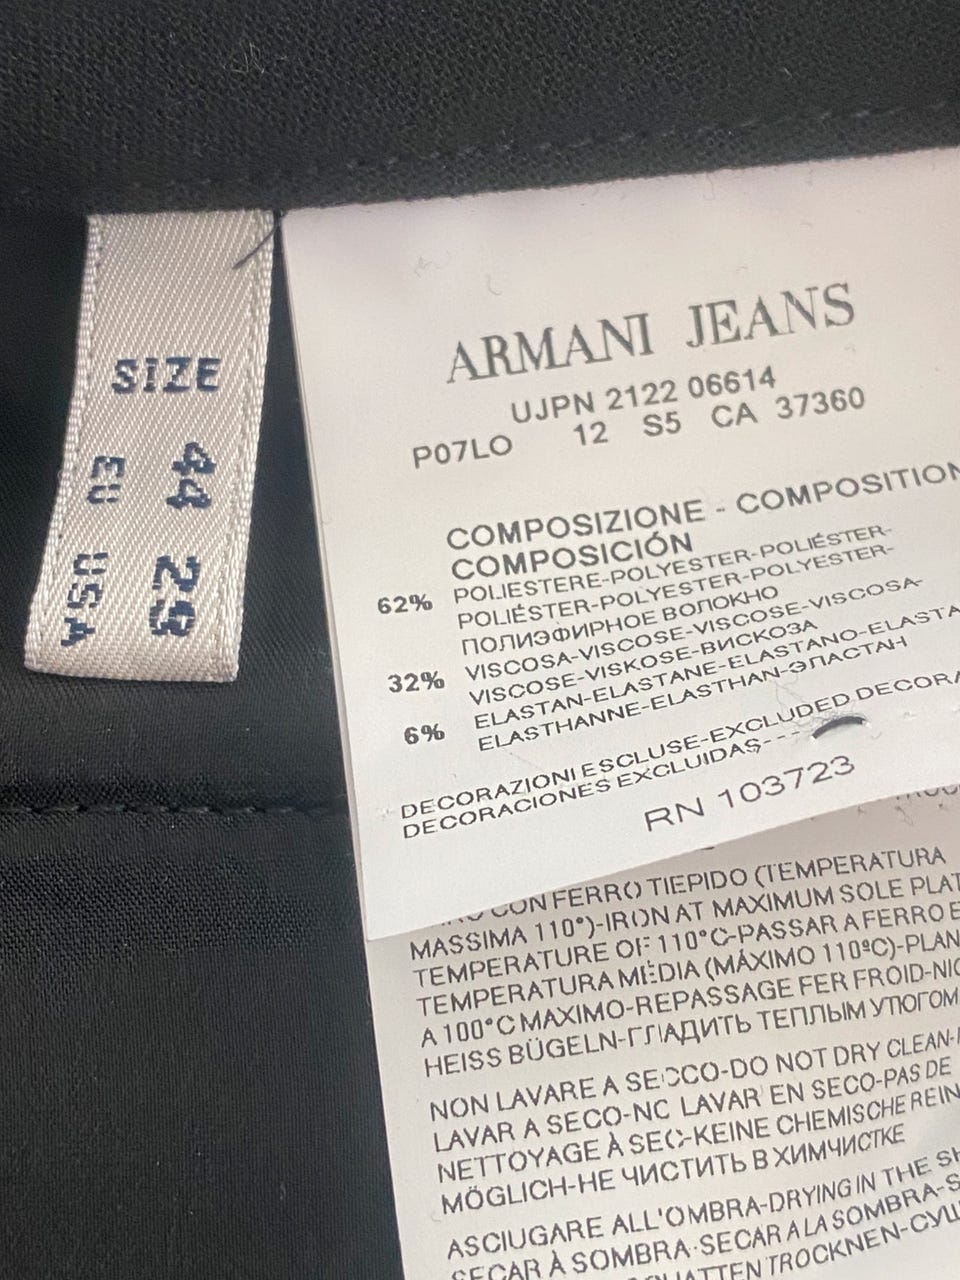 SIZE
44 29
EU USA
ARMANI JEANS
UJPN 2122 06614
P07LO 12 S5 CA 37360
COMPOSIZIONE - COMPOSITION
COMPOSICIÓN
62% POLIESTERE-POLYESTER-POLIÉSTER-
POLIÉSTER-POLYESTER-POLYESTER-
ПОЛИЭФИРНОЕ ВОЛОКНО
32% VISCOSA-VISCOSE-VISCOSE-VISCOSA-
VISCOSE-VISKOSE-ВИСКОЗА
6% ELASTAN-ELASTANE-ELASTANO-ELASTA
ELASTHANNE-ELASTHAN-ЭЛАСТАН
DECORAZIONI ESCLUSE-EXCLUDED DECORA
DECORACIONES EXCLUIDAS---
RN 103723
CON FERRO TIEPIDO (TEMPERATURA
MASSIMA 110°)-IRON AT MAXIMUM SOLE PLAT
TEMPERATURE OF 110°C-PASSAR A FERRO E
TEMPERATURA MÉDIA (MÁXIMO 110ºC)-PLAN
A 100°C MAXIMO-REPASSAGE FER FROID-NIC
HEISS BÜGELN-ГЛАДИТЬ ТЕПЛЫМ УТЮГОМ
NON LAVARE A SECCO-DO NOT DRY CLEAN-
LAVAR A SECO-NO LAVAR EN SECO-PAS DE
NETTOYAGE À SEC-KEINE CHEMISCHE REIN
MÖGLICH-НЕ ЧИСТИТЬ В ХИМЧИСТКЕ
ASCIUGARE ALL'OMBRA-DRYING IN THE SH
SECAR À SOMBRA-SECAR A LA SOMBRA-S
TROCKNEN-СУШ